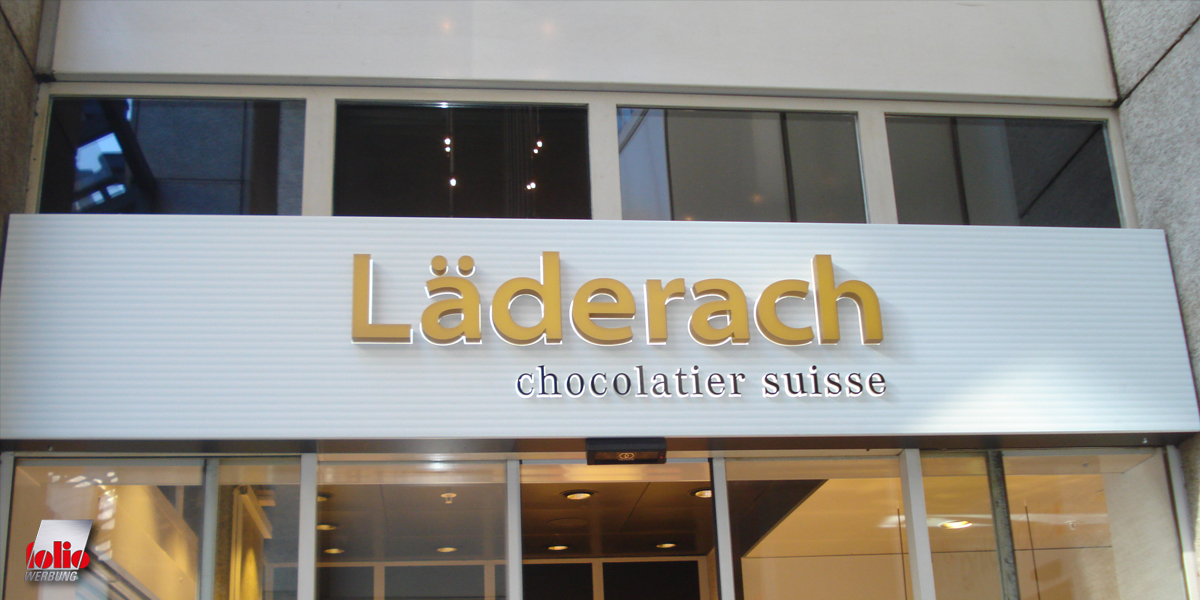 Läderach
chocolatier suisse
folio
WERBUNG